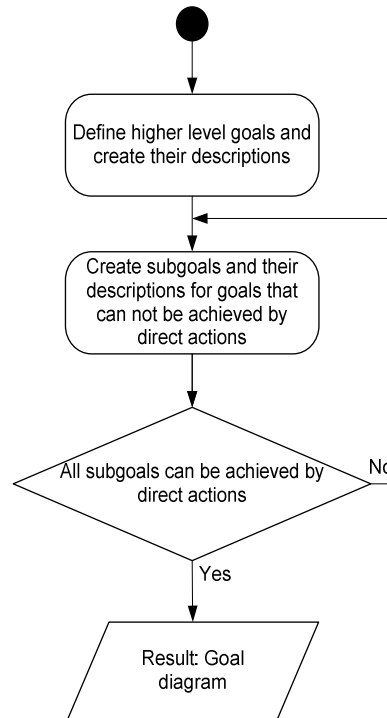 Define higher level goals and
create their descriptions
Create subgoals and their
descriptions for goals that
can not be achieved by
direct actions
All subgoals can be achieved by
direct actions
No
Yes
Result: Goal
diagram